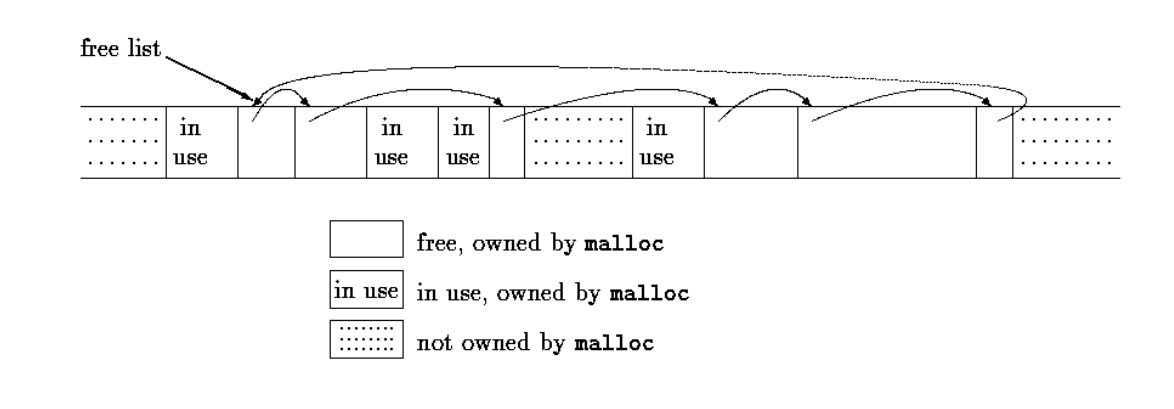 free list
in in in in
use use use use
free, owned by malloc
in use in use, owned by malloc
not owned by malloc